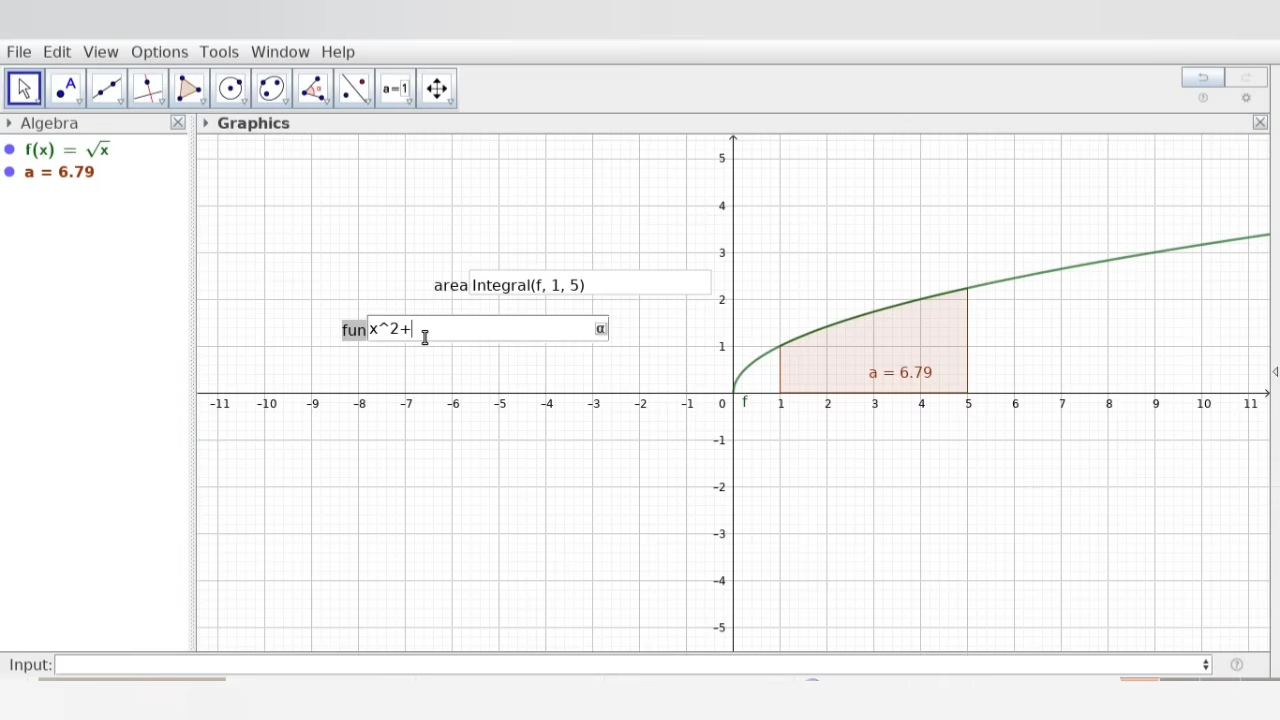 File Edit View Options Tools Window Help
A α a=1
Algebra
Graphics
f(x) = √x
a = 6.79
area Integral(f, 1, 5)
fun x^2+ α
a = 6.79
f
5
4
3
2
1
–11 –10 –9 –8 –7 –6 –5 –4 –3 –2 –1 0 1 2 3 4 5 6 7 8 9 10 11
–1
–2
–3
–4
–5
Input: